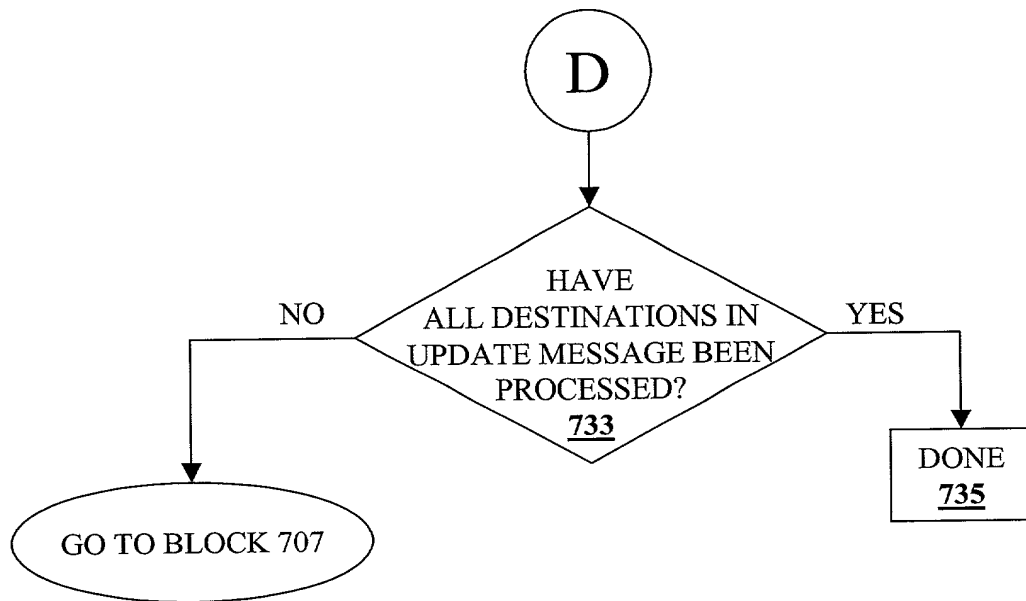 D
HAVE
ALL DESTINATIONS IN
UPDATE MESSAGE BEEN
PROCESSED?
733
NO
YES
GO TO BLOCK 707
DONE
735